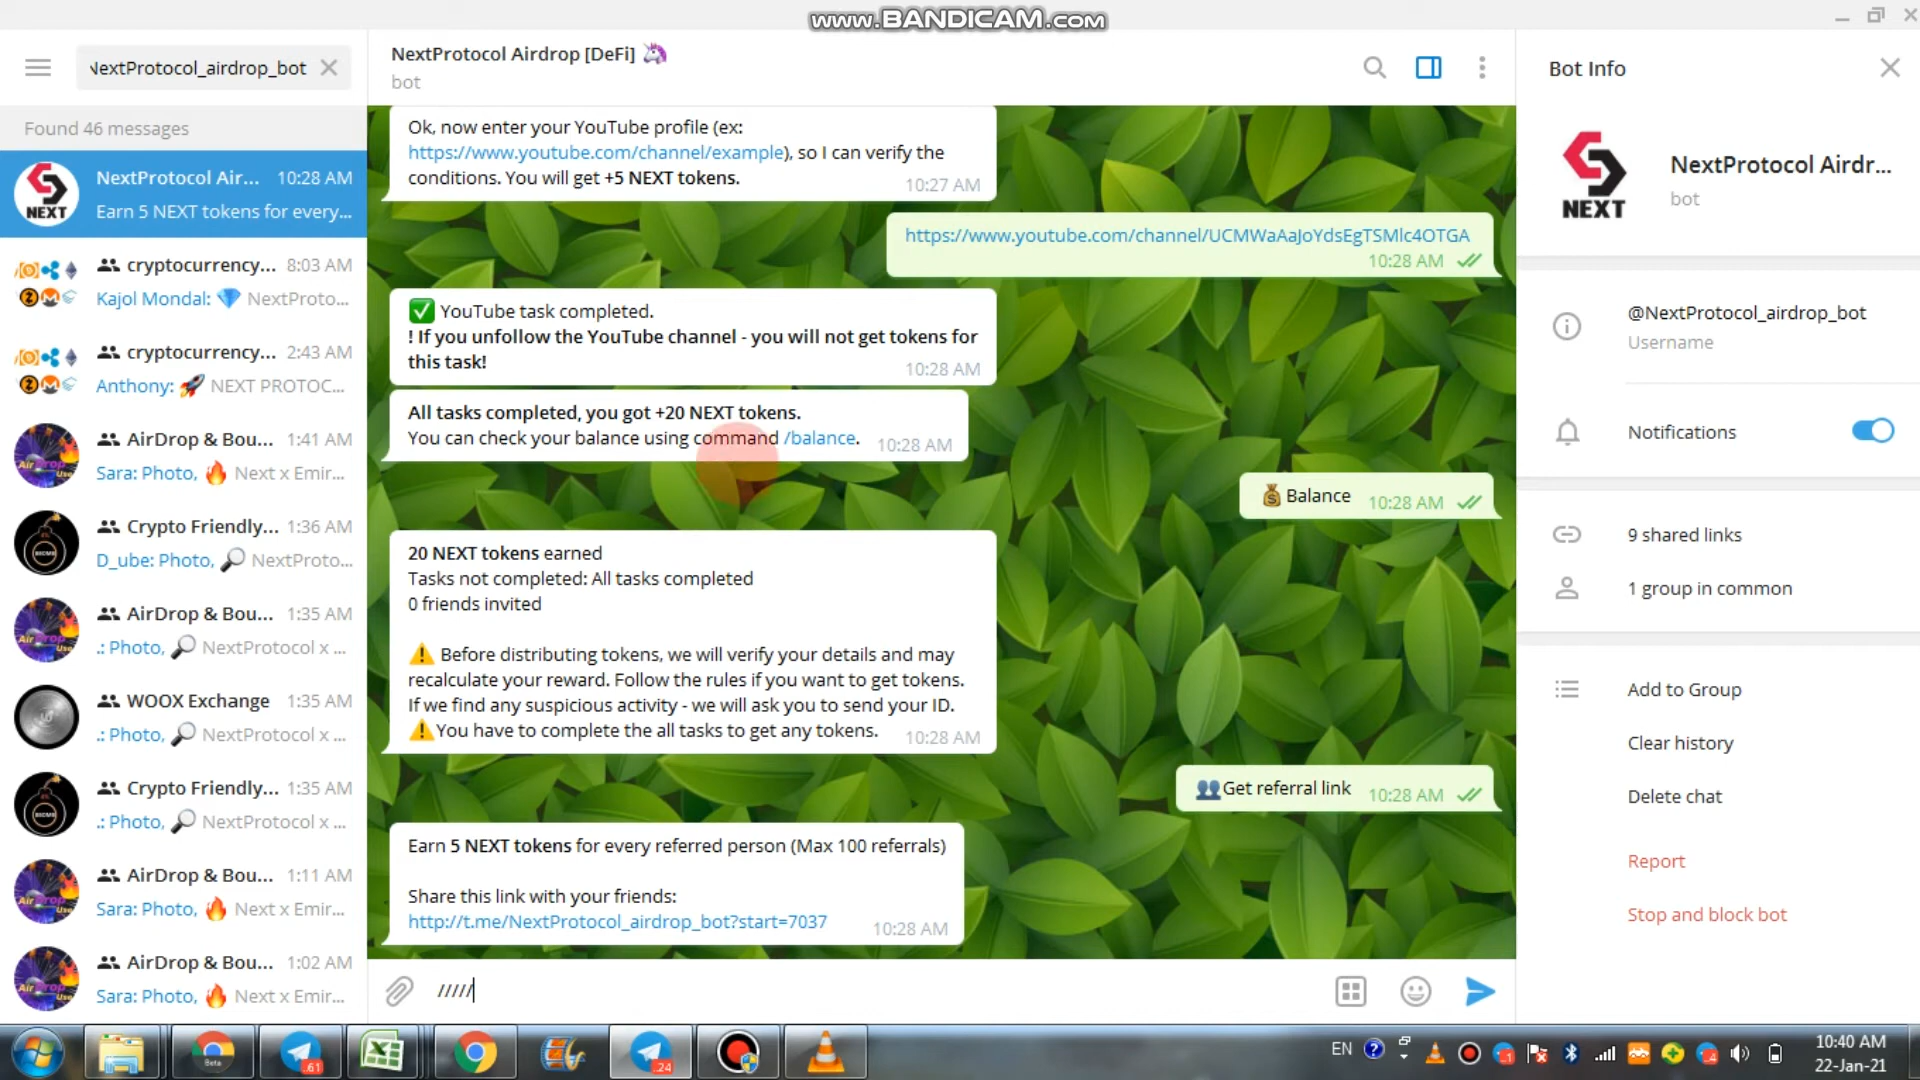 www.BANDICAM.com
NextProtocol_airdrop_bot
Found 46 messages
NEXT
NextProtocol Air... 10:28 AM
Earn 5 NEXT tokens for every...
cryptocurrency... 8:03 AM
Kajol Mondal: 💎 NextProto...
cryptocurrency... 2:43 AM
Anthony: 🚀 NEXT PROTOC...
AirDrop & Bou... 1:41 AM
Sara: Photo, 🔥 Next x Emir...
Crypto Friendly... 1:36 AM
D_ube: Photo, 🔎 NextProto...
AirDrop & Bou... 1:35 AM
.: Photo, 🔎 NextProtocol x ...
WOOX Exchange 1:35 AM
.: Photo, 🔎 NextProtocol x ...
Crypto Friendly... 1:35 AM
.: Photo, 🔎 NextProtocol x ...
AirDrop & Bou... 1:11 AM
Sara: Photo, 🔥 Next x Emir...
AirDrop & Bou... 1:02 AM
Sara: Photo, 🔥 Next x Emir...
NextProtocol Airdrop [DeFi] 🦄
bot
Ok, now enter your YouTube profile (ex:
https://www.youtube.com/channel/example), so I can verify the
conditions. You will get +5 NEXT tokens. 10:27 AM
https://www.youtube.com/channel/UCMWaAaJoYdsEgTSMlc4OTGA
10:28 AM
✅ YouTube task completed.
! If you unfollow the YouTube channel - you will not get tokens for
this task! 10:28 AM
All tasks completed, you got +20 NEXT tokens.
You can check your balance using command /balance. 10:28 AM
💰 Balance 10:28 AM
20 NEXT tokens earned
Tasks not completed: All tasks completed
0 friends invited
⚠️ Before distributing tokens, we will verify your details and may
recalculate your reward. Follow the rules if you want to get tokens.
If we find any suspicious activity - we will ask you to send your ID.
⚠️You have to complete the all tasks to get any tokens. 10:28 AM
👥Get referral link 10:28 AM
Earn 5 NEXT tokens for every referred person (Max 100 referrals)
Share this link with your friends:
http://t.me/NextProtocol_airdrop_bot?start=7037 10:28 AM
/////
Bot Info
NEXT
NextProtocol Airdr...
bot
@NextProtocol_airdrop_bot
Username
Notifications
9 shared links
1 group in common
Add to Group
Clear history
Delete chat
Report
Stop and block bot
Beta
.61
.24
EN
10:40 AM
22-Jan-21